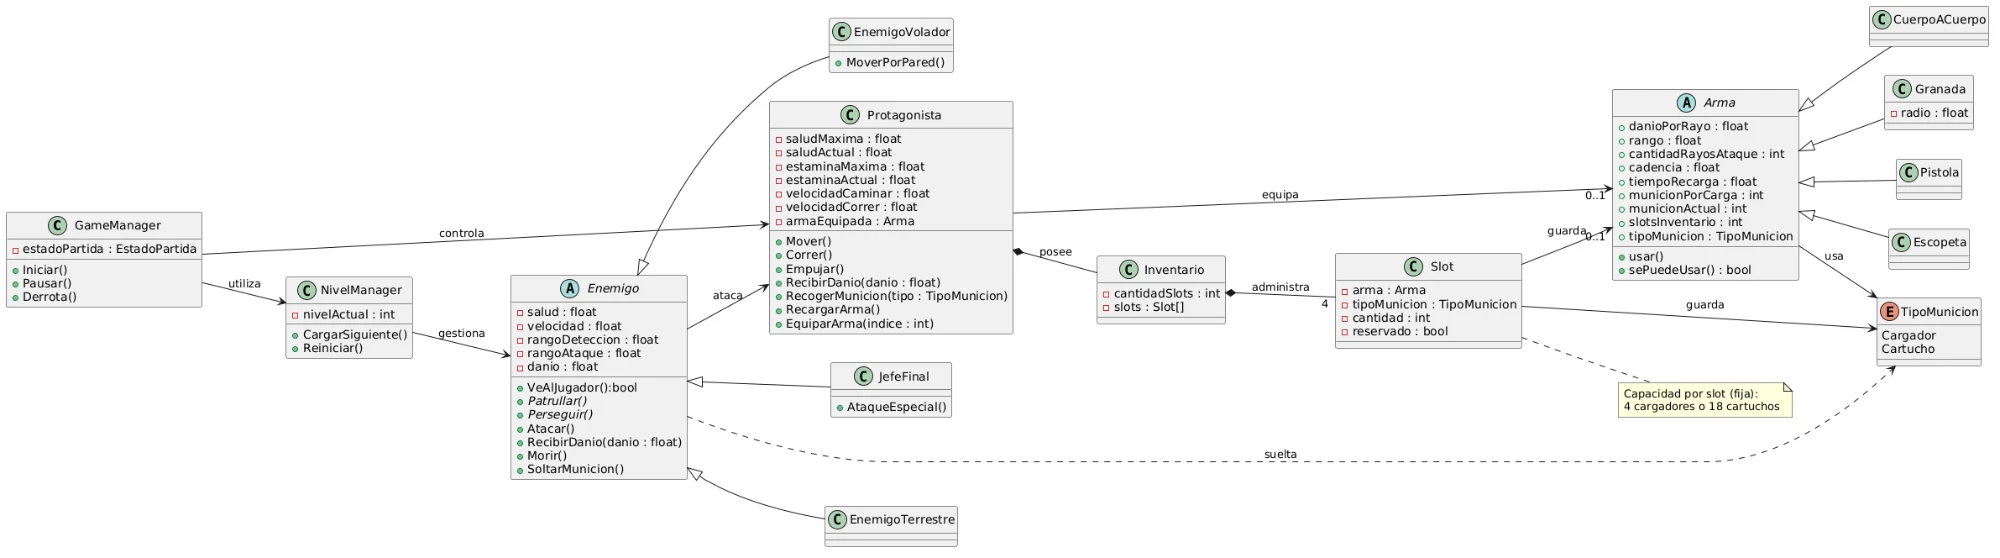 C GameManager
estadoPartida : EstadoPartida
Iniciar()
Pausar()
Derrota()
controla
utiliza
C NivelManager
nivelActual : int
CargarSiguiente()
Reiniciar()
gestiona
A Enemigo
salud : float
velocidad : float
rangoDeteccion : float
rangoAtaque : float
danio : float
VeAlJugador():bool
Patrullar()
Perseguir()
Atacar()
RecibirDanio(danio : float)
Morir()
SoltarMunicion()
ataca
C EnemigoVolador
MoverPorPared()
C Protagonista
saludMaxima : float
saludActual : float
estaminaMaxima : float
estaminaActual : float
velocidadCaminar : float
velocidadCorrer : float
armaEquipada : Arma
Mover()
Correr()
Empujar()
RecibirDanio(danio : float)
RecogerMunicion(tipo : TipoMunicion)
RecargarArma()
EquiparArma(indice : int)
C JefeFinal
AtaqueEspecial()
C EnemigoTerrestre
equipa
0..1
posee
C Inventario
cantidadSlots : int
slots : Slot[]
administra
4
C Slot
arma : Arma
tipoMunicion : TipoMunicion
cantidad : int
reservado : bool
guarda
0..1
guarda
suelta
A Arma
danioPorRayo : float
rango : float
cantidadRayosAtaque : int
cadencia : float
tiempoRecarga : float
municionPorCarga : int
municionActual : int
slotsInventario : int
tipoMunicion : TipoMunicion
usar()
sePuedeUsar() : bool
usa
Capacidad por slot (fija):
4 cargadores o 18 cartuchos
C CuerpoACuerpo
C Granada
radio : float
C Pistola
C Escopeta
E TipoMunicion
Cargador
Cartucho